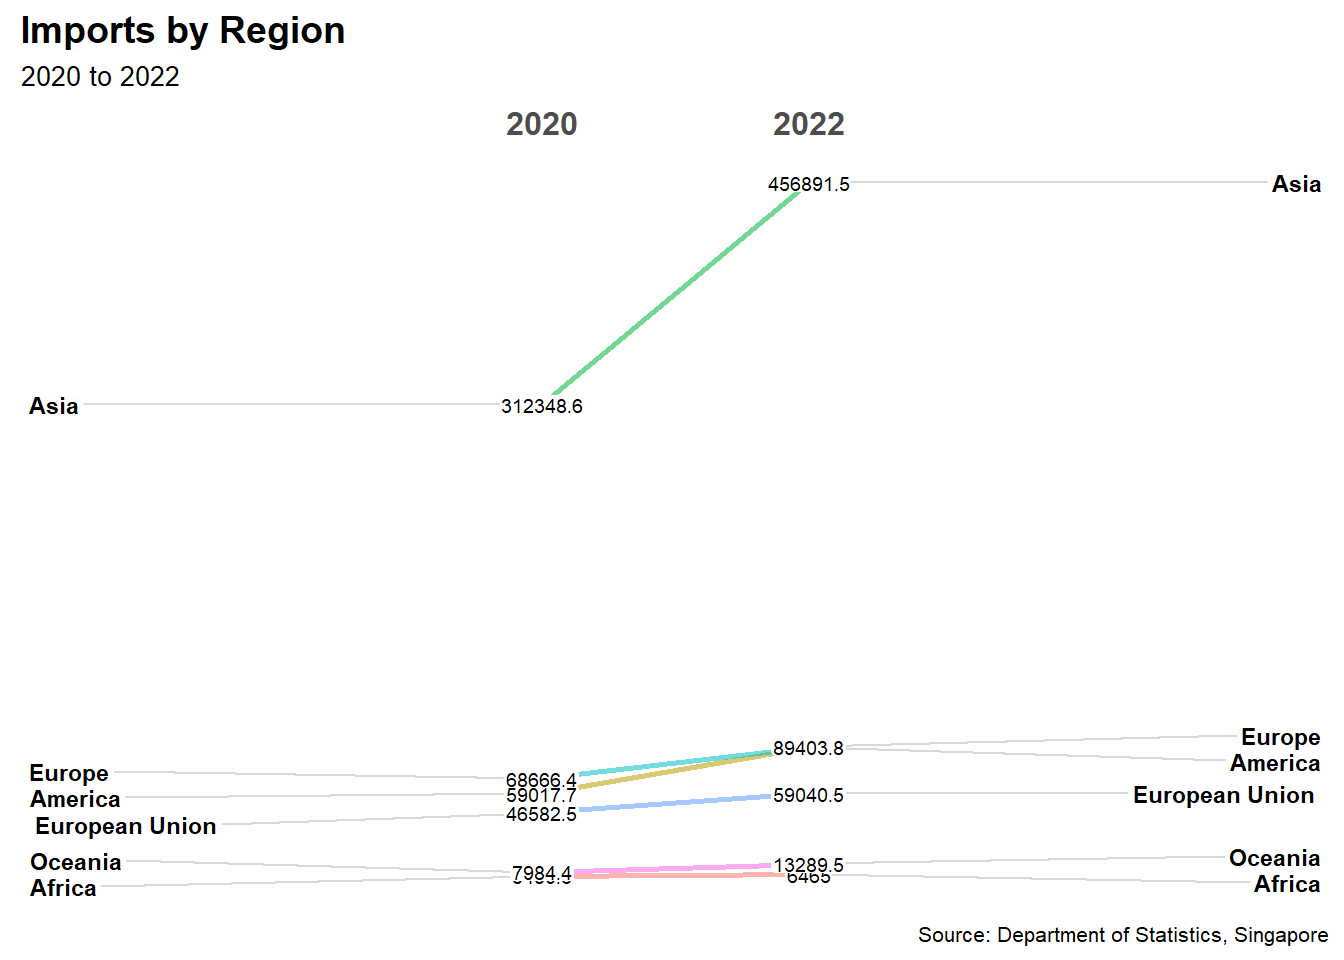 Imports by Region
2020 to 2022
2020 2022
456891.5 Asia
Asia 312348.6
Europe
89403.8
America
Europe 68666.4
America 59017.7
59040.5 European Union
European Union 46582.5
Oceania 7984.4
13289.5 Oceania
6465 Africa
Africa
Source: Department of Statistics, Singapore